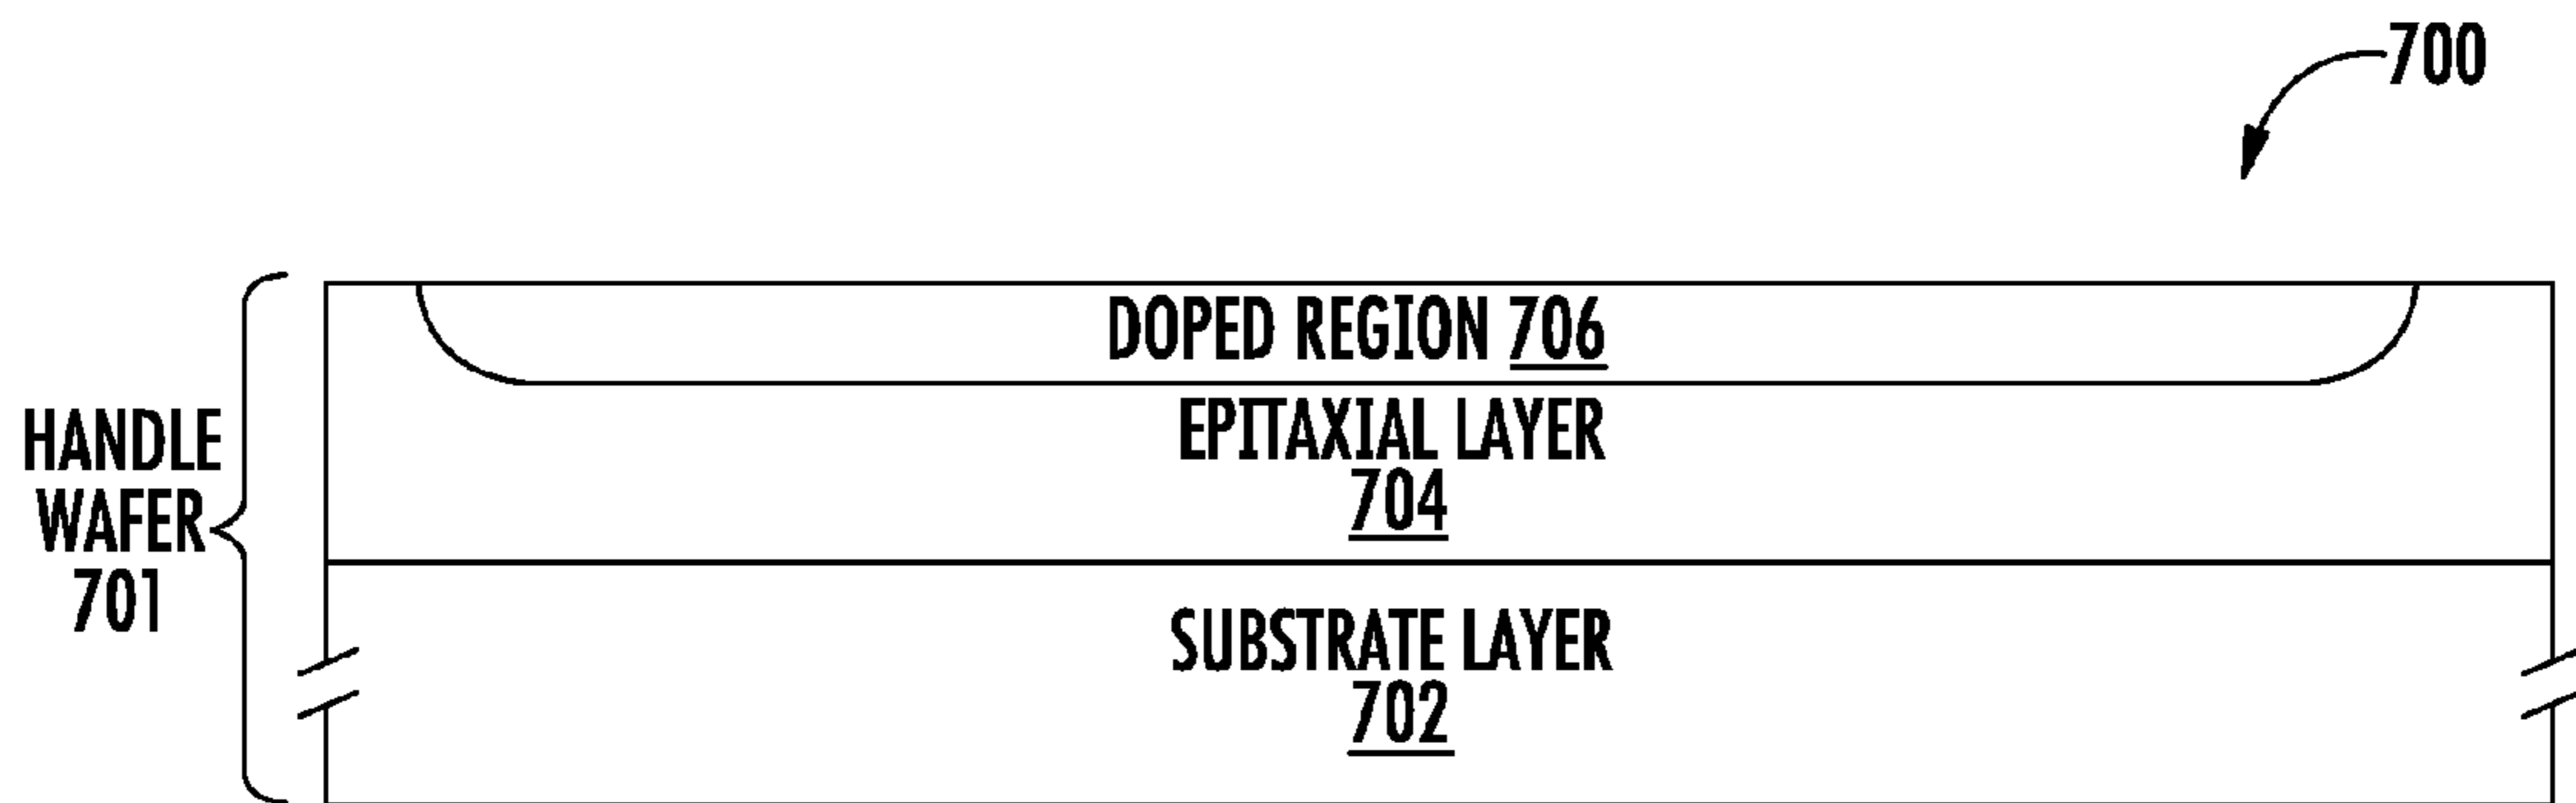 700
DOPED REGION 706
EPITAXIAL LAYER
704
HANDLE
WAFER
701
SUBSTRATE LAYER
702